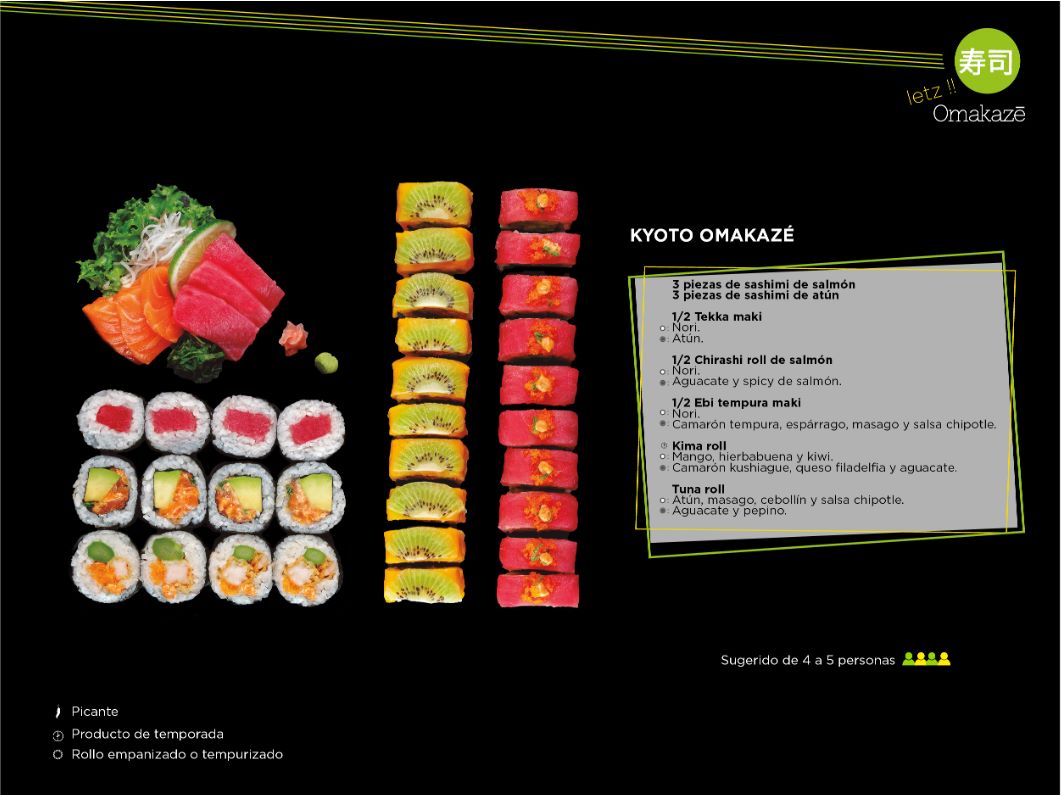 寿司
letz !!
Omakazē
KYOTO OMAKAZÉ
3 piezas de sashimi de salmón
3 piezas de sashimi de atún
1/2 Tekka maki
: Nori.
: Atún.
1/2 Chirashi roll de salmón
: Nori.
: Aguacate y spicy de salmón.
1/2 Ebi tempura maki
: Nori.
: Camarón tempura, espárrago, masago y salsa chipotle.
Kima roll
: Mango, hierbabuena y kiwi.
: Camarón kushiague, queso filadelfia y aguacate.
Tuna roll
: Atún, masago, cebollín y salsa chipotle.
: Aguacate y pepino.
Sugerido de 4 a 5 personas
Picante
Producto de temporada
Rollo empanizado o tempurizado